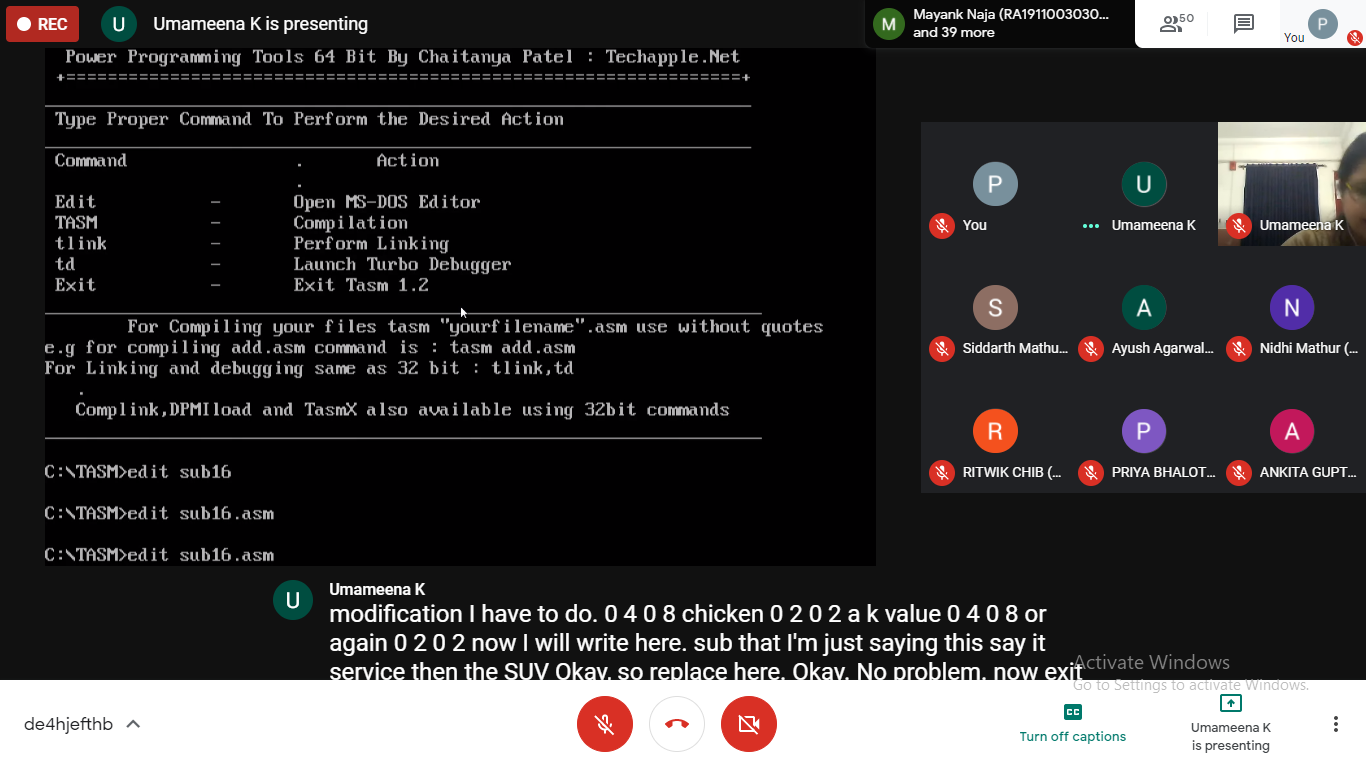 REC
U
Umameena K is presenting
M
Mayank Naja (RA1911003030...
and 39 more
50
P
You
Power Programming Tools 64 Bit By Chaitanya Patel : Techapple.Net
+=================================================================+
Type Proper Command To Perform the Desired Action
Command . Action
.
Edit - Open MS-DOS Editor
TASM - Compilation
tlink - Perform Linking
td - Launch Turbo Debugger
Exit - Exit Tasm 1.2
For Compiling your files tasm "yourfilename".asm use without quotes
e.g for compiling add.asm command is : tasm add.asm
For Linking and debugging same as 32 bit : tlink,td
.
Complink,DPMIload and TasmX also available using 32bit commands
C:\TASM>edit sub16
C:\TASM>edit sub16.asm
C:\TASM>edit sub16.asm
P
You
U
Umameena K
Umameena K
S
Siddarth Mathu...
A
Ayush Agarwal...
N
Nidhi Mathur (...
R
RITWIK CHIB (...
P
PRIYA BHALOT...
A
ANKITA GUPT...
U
Umameena K
modification I have to do. 0 4 0 8 chicken 0 2 0 2 a k value 0 4 0 8 or
again 0 2 0 2 now I will write here. sub that I'm just saying this say it
service then the SUV Okay, so replace here. Okay. No problem. now exit
Activate Windows
Go to Settings to activate Windows.
de4hjefthb
CC
Turn off captions
Umameena K
is presenting